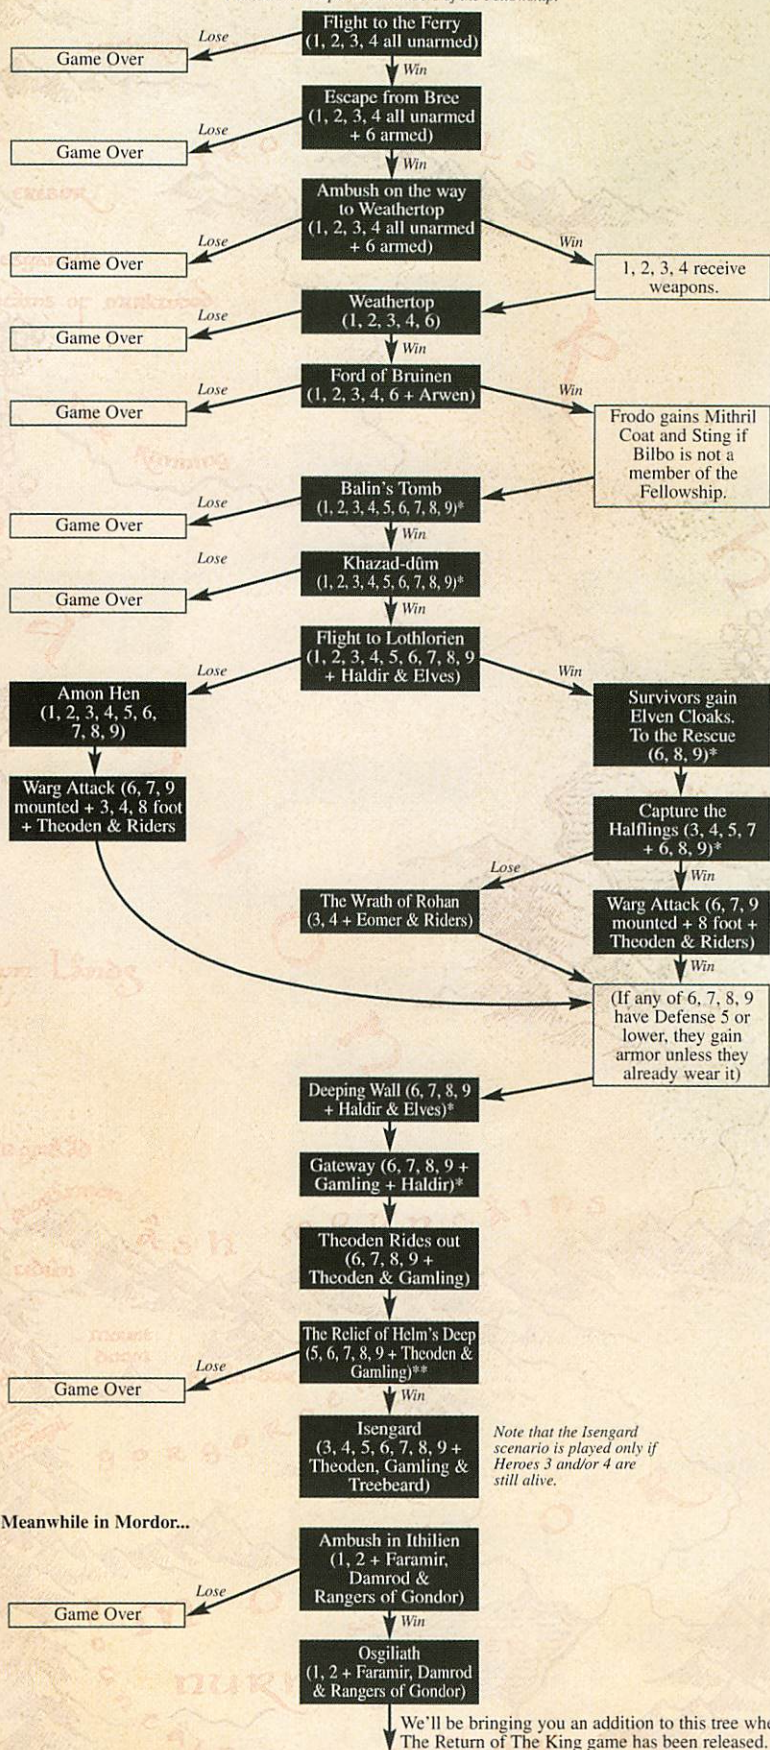 Flight to the Ferry
(1, 2, 3, 4 all unarmed)
Lose
Game Over
Win
Escape from Bree
(1, 2, 3, 4 all unarmed
+ 6 armed)
Lose
Game Over
Win
Ambush on the way
to Weathertop
(1, 2, 3, 4 all unarmed
+ 6 armed)
Lose
Game Over
Win
1, 2, 3, 4 receive
weapons.
Weathertop
(1, 2, 3, 4, 6)
Lose
Game Over
Win
Ford of Bruinen
(1, 2, 3, 4, 6 + Arwen)
Lose
Game Over
Win
Frodo gains Mithril
Coat and Sting if
Bilbo is not a
member of the
Fellowship.
Balin's Tomb
(1, 2, 3, 4, 5, 6, 7, 8, 9)*
Lose
Game Over
Win
Khazad-dûm
(1, 2, 3, 4, 5, 6, 7, 8, 9)*
Lose
Game Over
Win
Flight to Lothlorien
(1, 2, 3, 4, 5, 6, 7, 8, 9
+ Haldir & Elves)
Lose
Win
Amon Hen
(1, 2, 3, 4, 5, 6,
7, 8, 9)
Warg Attack (6, 7, 9
mounted + 3, 4, 8 foot
+ Theoden & Riders
Survivors gain
Elven Cloaks.
To the Rescue
(6, 8, 9)*
Capture the
Halflings (3, 4, 5, 7
+ 6, 8, 9)*
Lose
Win
The Wrath of Rohan
(3, 4 + Eomer & Riders)
Warg Attack (6, 7, 9
mounted + 8 foot +
Theoden & Riders)
Win
(If any of 6, 7, 8, 9
have Defense 5 or
lower, they gain
armor unless they
already wear it)
Deeping Wall (6, 7, 8, 9
+ Haldir & Elves)*
Gateway (6, 7, 8, 9 +
Gamling + Haldir)*
Theoden Rides out
(6, 7, 8, 9 +
Theoden & Gamling)
The Relief of Helm's Deep
(5, 6, 7, 8, 9 + Theoden &
Gamling)**
Lose
Game Over
Win
Isengard
(3, 4, 5, 6, 7, 8, 9 +
Theoden, Gamling &
Treebeard)
Note that the Isengard
scenario is played only if
Heroes 3 and/or 4 are
still alive.
Meanwhile in Mordor...
Ambush in Ithilien
(1, 2 + Faramir,
Damrod &
Rangers of Gondor)
Lose
Game Over
Win
Osgiliath
(1, 2 + Faramir, Damrod
& Rangers of Gondor)
We'll be bringing you an addition to this tree whe
The Return of The King game has been released.